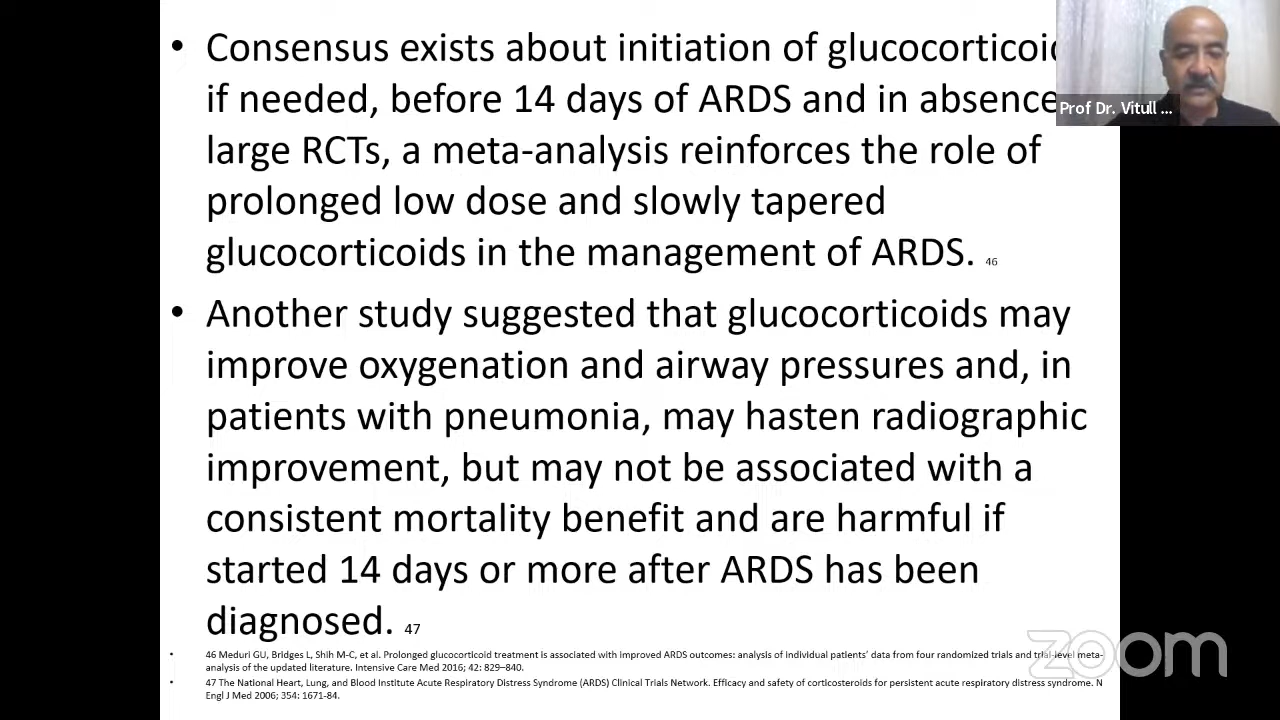 • Consensus exists about initiation of glucocorticoi
if needed, before 14 days of ARDS and in absence
large RCTs, a meta-analysis reinforces the role of
prolonged low dose and slowly tapered
glucocorticoids in the management of ARDS. 46
• Another study suggested that glucocorticoids may
improve oxygenation and airway pressures and, in
patients with pneumonia, may hasten radiographic
improvement, but may not be associated with a
consistent mortality benefit and are harmful if
started 14 days or more after ARDS has been
diagnosed. 47
• 46 Meduri GU, Bridges L, Shih M-C, et al. Prolonged glucocorticoid treatment is associated with improved ARDS outcomes: analysis of individual patients' data from four randomized trials and trial-level meta-
analysis of the updated literature. Intensive Care Med 2016; 42: 829–840.
• 47 The National Heart, Lung, and Blood Institute Acute Respiratory Distress Syndrome (ARDS) Clinical Trials Network. Efficacy and safety of corticosteroids for persistent acute respiratory distress syndrome. N
Engl J Med 2006; 354: 1671-84.
Prof Dr. Vitull ...
zoom